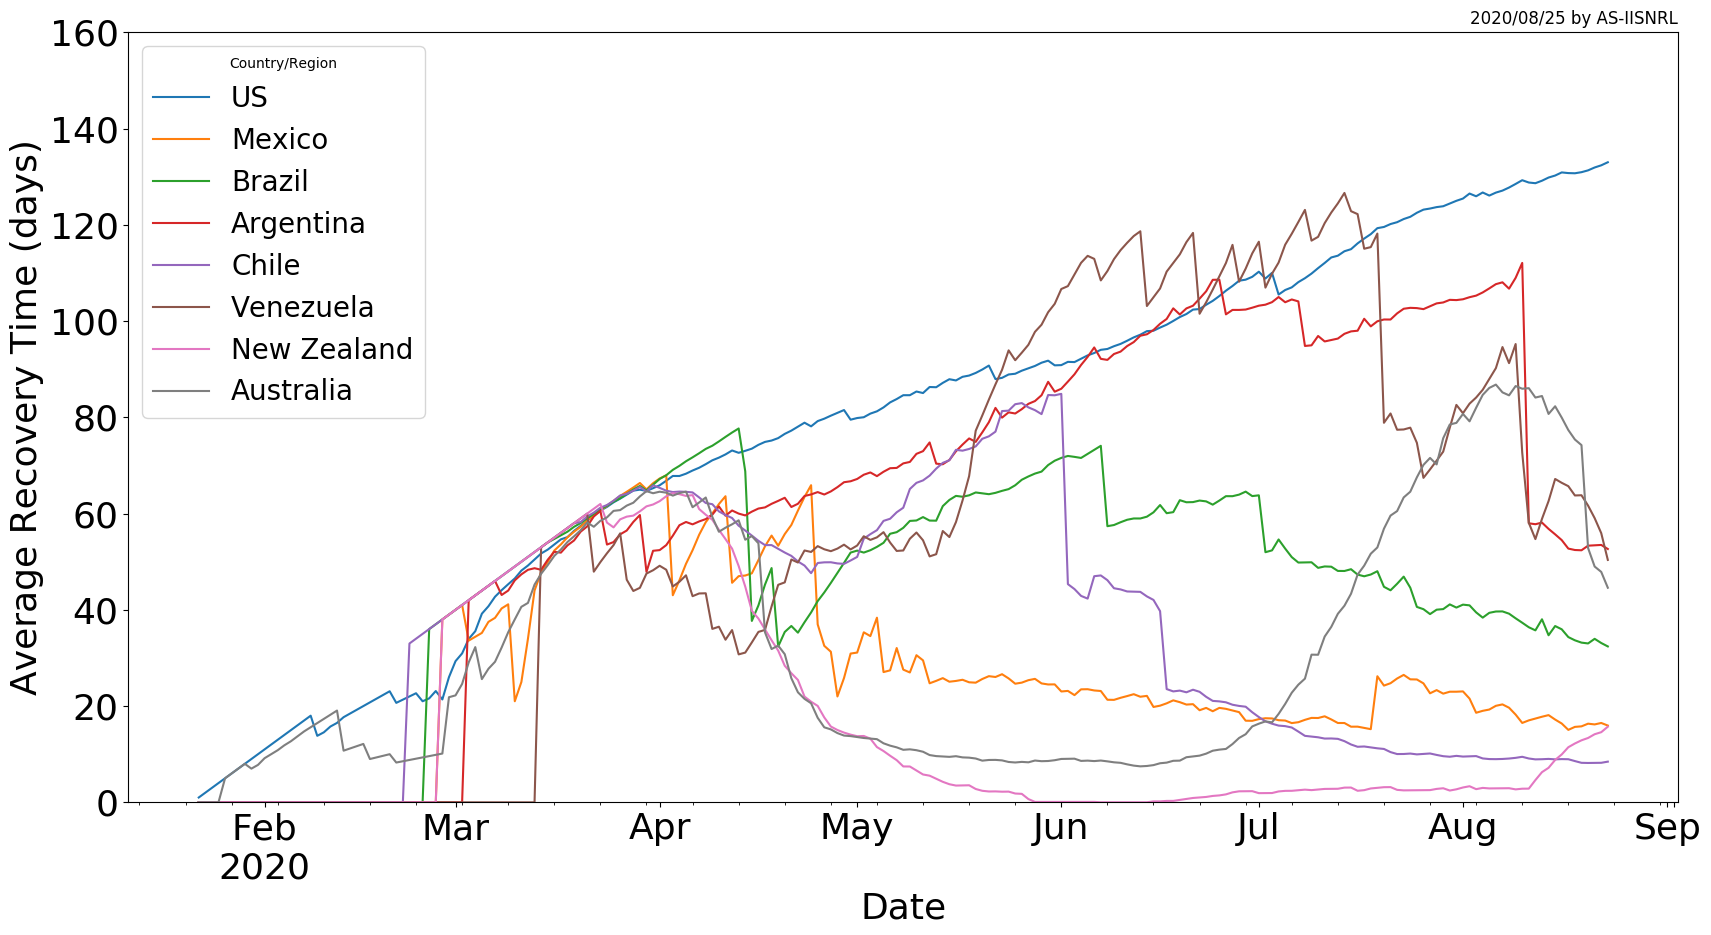 2020/08/25 by AS-IISNRL
Average Recovery Time (days)
160
140
120
100
80
60
40
20
0
Country/Region
US
Mexico
Brazil
Argentina
Chile
Venezuela
New Zealand
Australia
Feb Mar Apr May Jun Jul Aug Sep
2020
Date